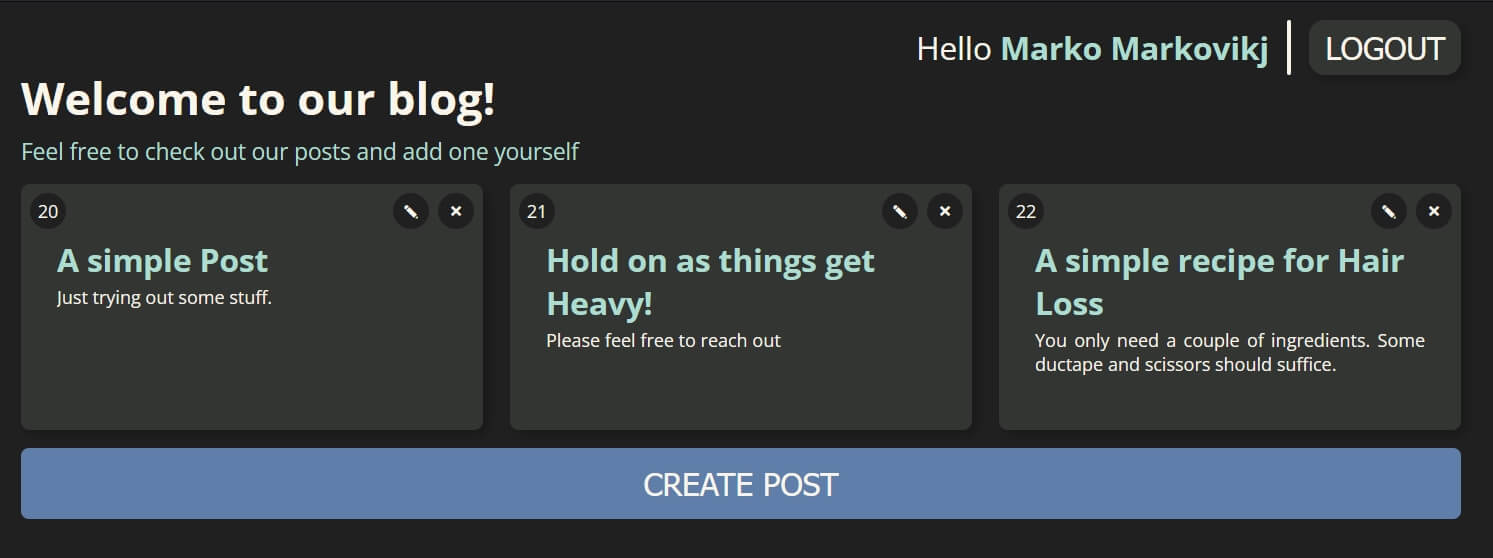 Hello Marko Markovikj
LOGOUT
Welcome to our blog!
Feel free to check out our posts and add one yourself
20
A simple Post
Just trying out some stuff.
21
Hold on as things get
Heavy!
Please feel free to reach out
22
A simple recipe for Hair
Loss
You only need a couple of ingredients. Some
ductape and scissors should suffice.
CREATE POST